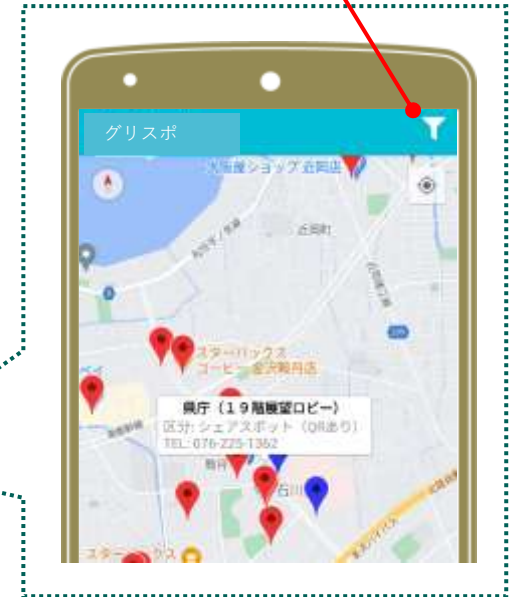 グリスポ
大阪屋ショップ 近岡店
近岡町
スターバックス
コーヒー 金沢鞍月店
県庁（１９階展望ロビー）
区分: シェアスポット（QRあり）
TEL: 076-225-1362
鞍月
石川
スターバックス